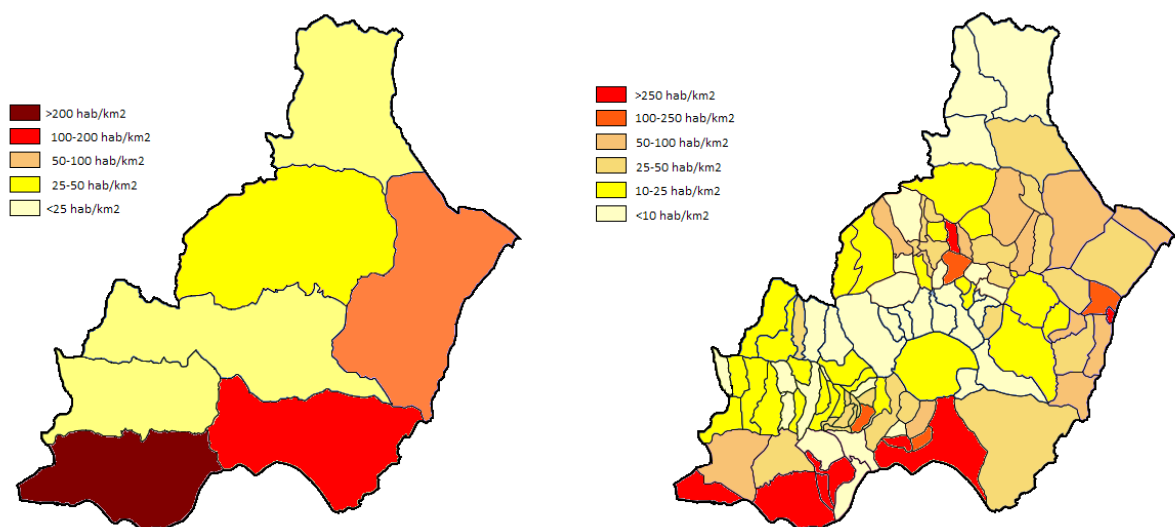 >200 hab/km2
100-200 hab/km2
50-100 hab/km2
25-50 hab/km2
<25 hab/km2
>250 hab/km2
100-250 hab/km2
50-100 hab/km2
25-50 hab/km2
10-25 hab/km2
<10 hab/km2